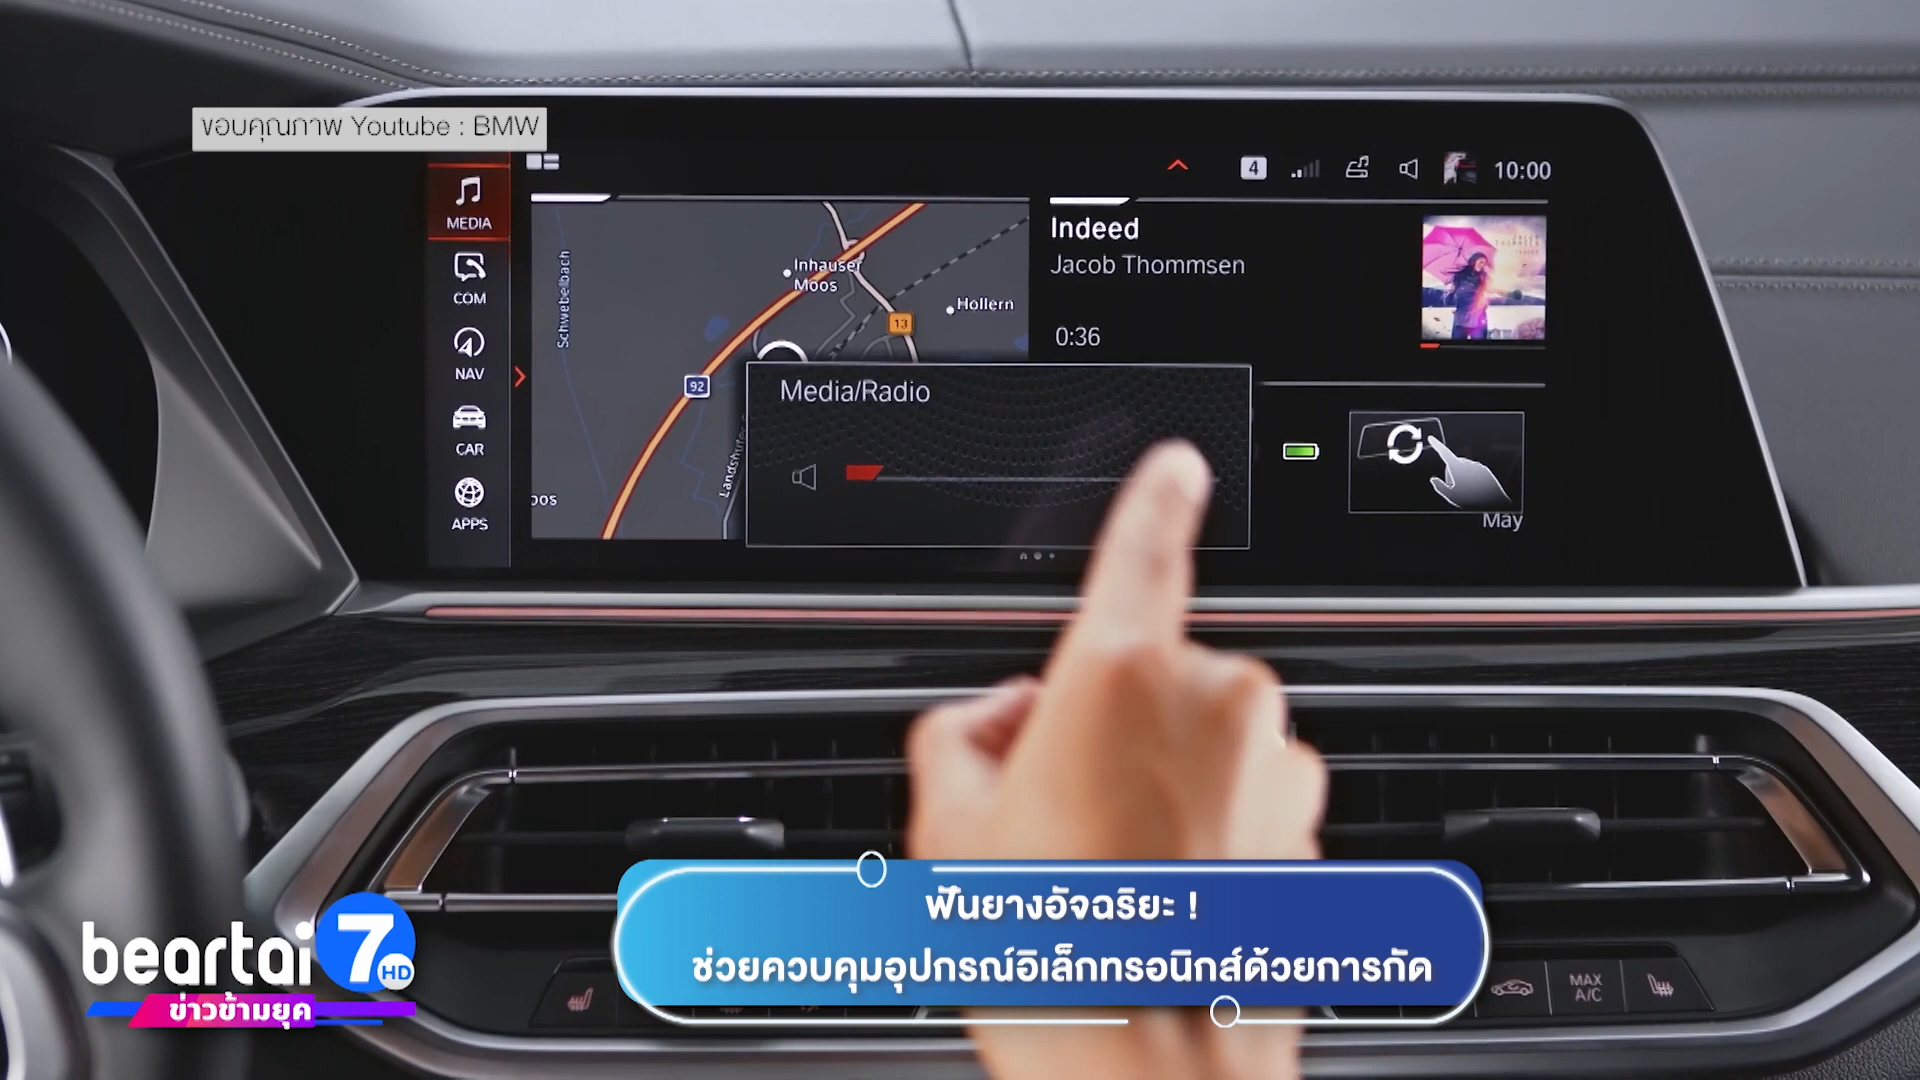 ขอบคุณภาพ Youtube : BMW
4
10:00
MEDIA
COM
NAV
CAR
APPS
Schwebelbach
Inhauser
Moos
Hollern
13
92
Landshuter
oos
Indeed
Jacob Thommsen
0:36
Media/Radio
May
ฟันยางอัจฉริยะ !
ช่วยควบคุมอุปกรณ์อิเล็กทรอนิกส์ด้วยการกัด
beartai 7HD
ข่าวข้ามยุค
MAX
A/C